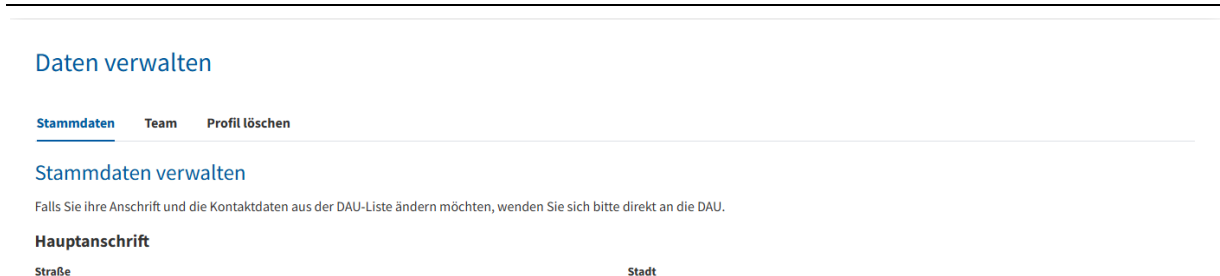 Daten verwalten
Stammdaten Team Profil löschen
Stammdaten verwalten
Falls Sie ihre Anschrift und die Kontaktdaten aus der DAU-Liste ändern möchten, wenden Sie sich bitte direkt an die DAU.
Hauptanschrift
Straße Stadt